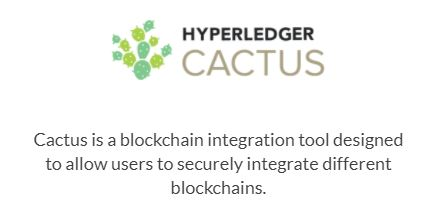 HYPERLEDGER
CACTUS
Cactus is a blockchain integration tool designed
to allow users to securely integrate different
blockchains.